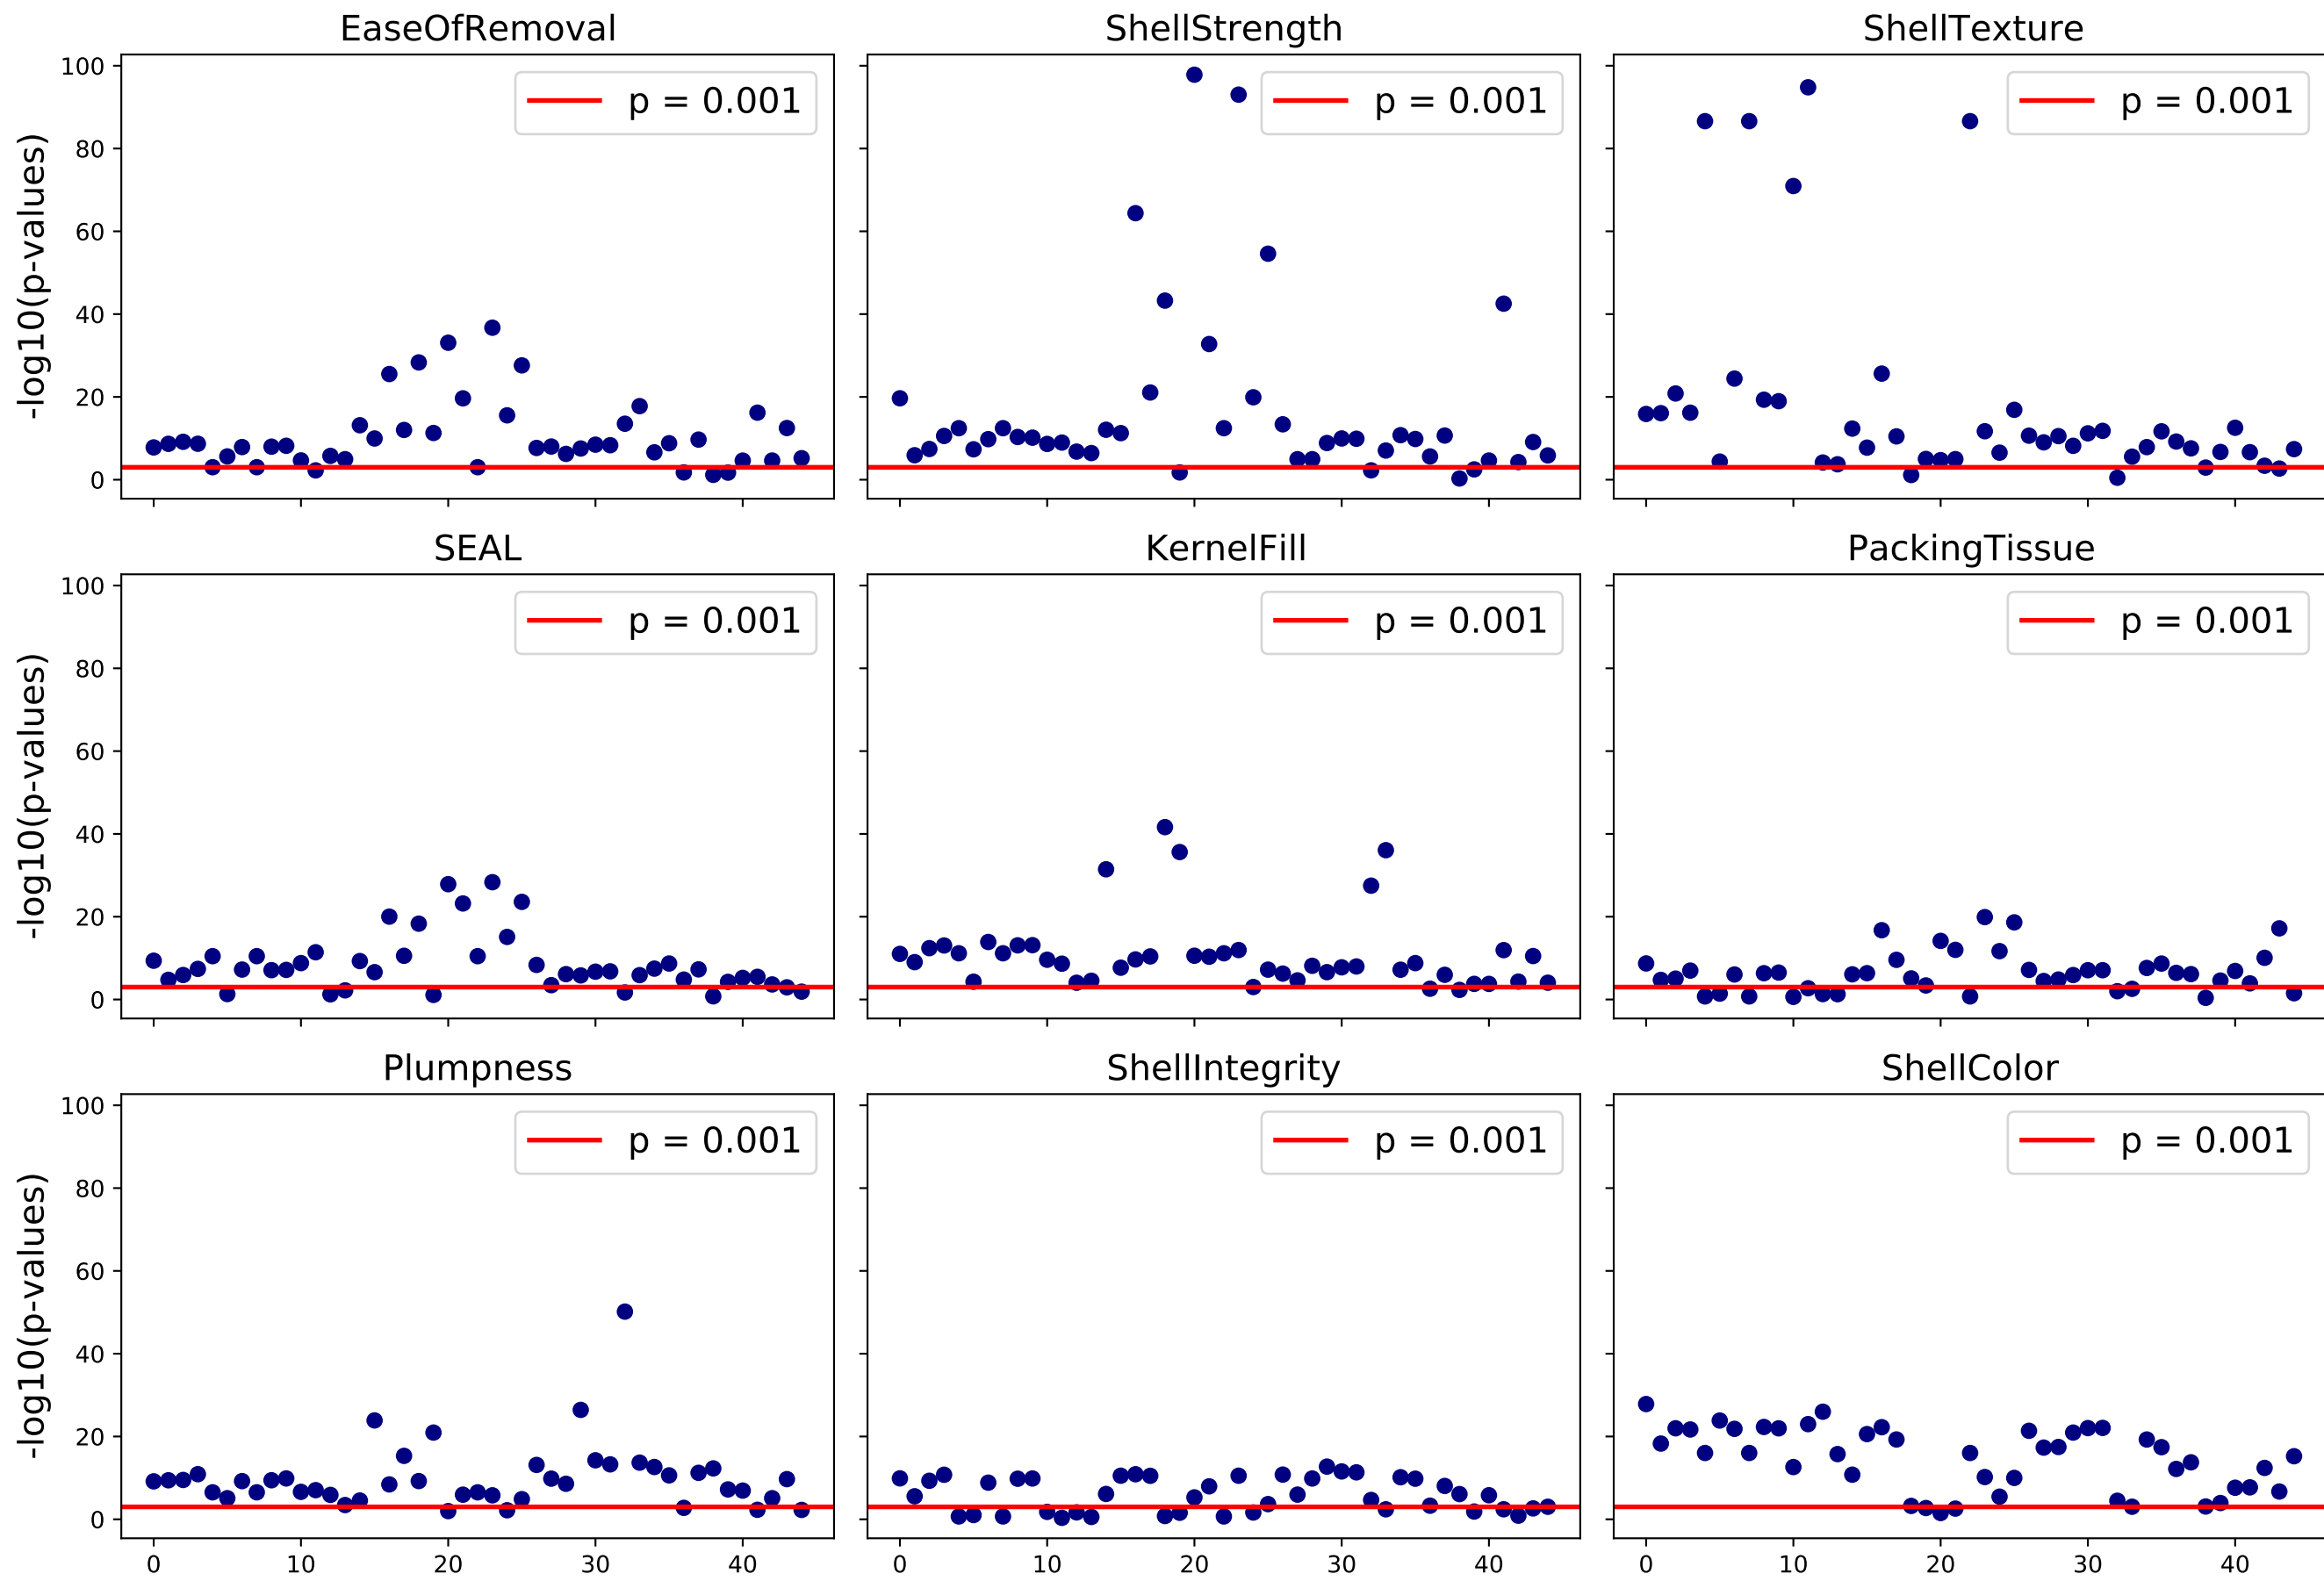 EaseOfRemoval
ShellStrength
ShellTexture
-log10(p-values)
100
80
60
40
20
0
p = 0.001
p = 0.001
p = 0.001
SEAL
KernelFill
PackingTissue
-log10(p-values)
100
80
60
40
20
0
p = 0.001
p = 0.001
p = 0.001
Plumpness
ShellIntegrity
ShellColor
-log10(p-values)
100
80
60
40
20
0
p = 0.001
p = 0.001
p = 0.001
0 10 20 30 40
0 10 20 30 40
0 10 20 30 40